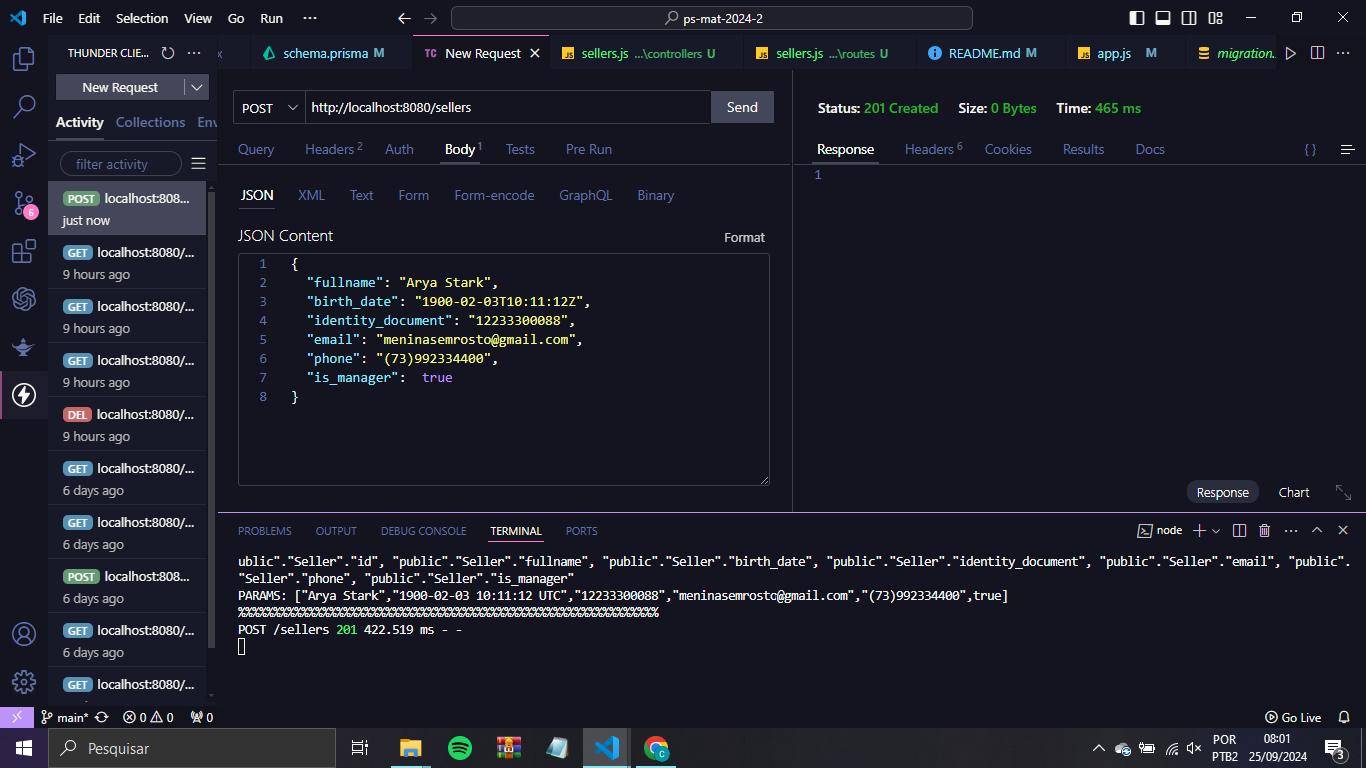 File Edit Selection View Go Run ··· ps-mat-2024-2
THUNDER CLIE... ··· schema.prisma M TC New Request JS sellers.js ...\controllers U JS sellers.js ...\routes U README.md M JS app.js M migration. ···
New Request
Activity Collections Env
filter activity
POST localhost:808...
just now
GET localhost:8080/...
9 hours ago
GET localhost:8080/...
9 hours ago
GET localhost:8080/...
9 hours ago
DEL localhost:8080/...
9 hours ago
GET localhost:8080/...
6 days ago
GET localhost:8080/...
6 days ago
POST localhost:808...
6 days ago
GET localhost:8080/...
6 days ago
GET localhost:8080/...
6
POST http://localhost:8080/sellers Send
Query Headers 2 Auth Body 1 Tests Pre Run
JSON XML Text Form Form-encode GraphQL Binary
JSON Content Format
1 {
2 "fullname": "Arya Stark",
3 "birth_date": "1900-02-03T10:11:12Z",
4 "identity_document": "12233300088",
5 "email": "meninasemrosto@gmail.com",
6 "phone": "(73)992334400",
7 "is_manager":  true
8 }
Status: 201 Created Size: 0 Bytes Time: 465 ms
Response Headers 6 Cookies Results Docs { }
1
Response Chart
PROBLEMS OUTPUT DEBUG CONSOLE TERMINAL PORTS node ···
ublic"."Seller"."id", "public"."Seller"."fullname", "public"."Seller"."birth_date", "public"."Seller"."identity_document", "public"."Seller"."email", "public".
"Seller"."phone", "public"."Seller"."is_manager"
PARAMS: ["Arya Stark","1900-02-03 10:11:12 UTC","12233300088","meninasemrosto@gmail.com","(73)992334400",true]
%%%%%%%%%%%%%%%%%%%%%%%%%%%%%%%%%%%%%%%%%%%%%%%%%%%%%%%%%%%%
POST /sellers 201 422.519 ms - -
main* 0 0 0 Go Live
Pesquisar C POR 08:01
PTB2 25/09/2024 3